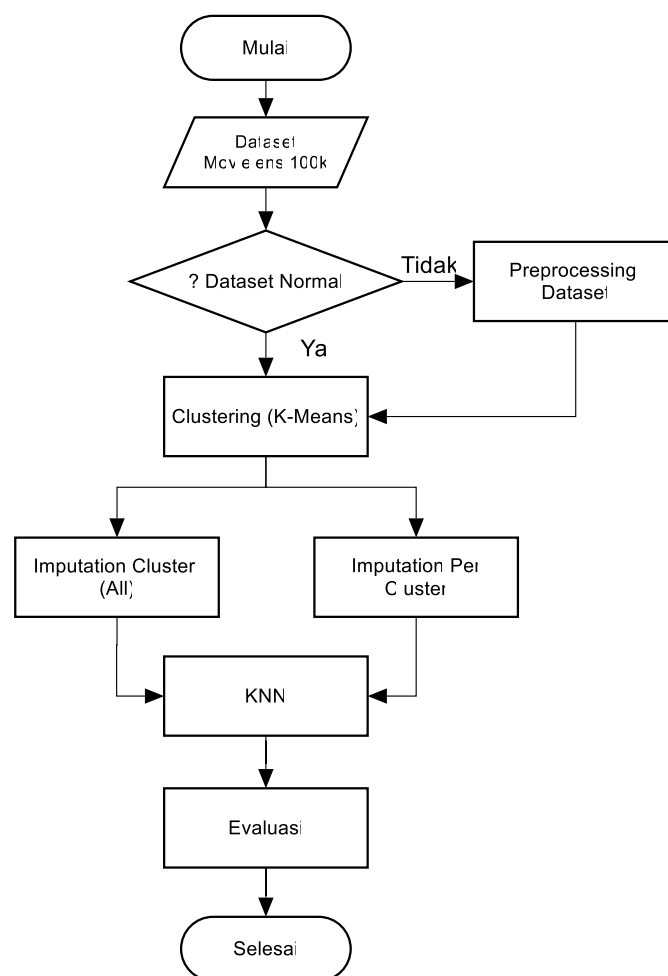 Mulai
Dataset
Movielens 100k
? Dataset Normal
Tidak
Preprocessing
Dataset
Ya
Clustering (K-Means)
Imputation Cluster
(All)
Imputation Per
Cluster
KNN
Evaluasi
Selesai